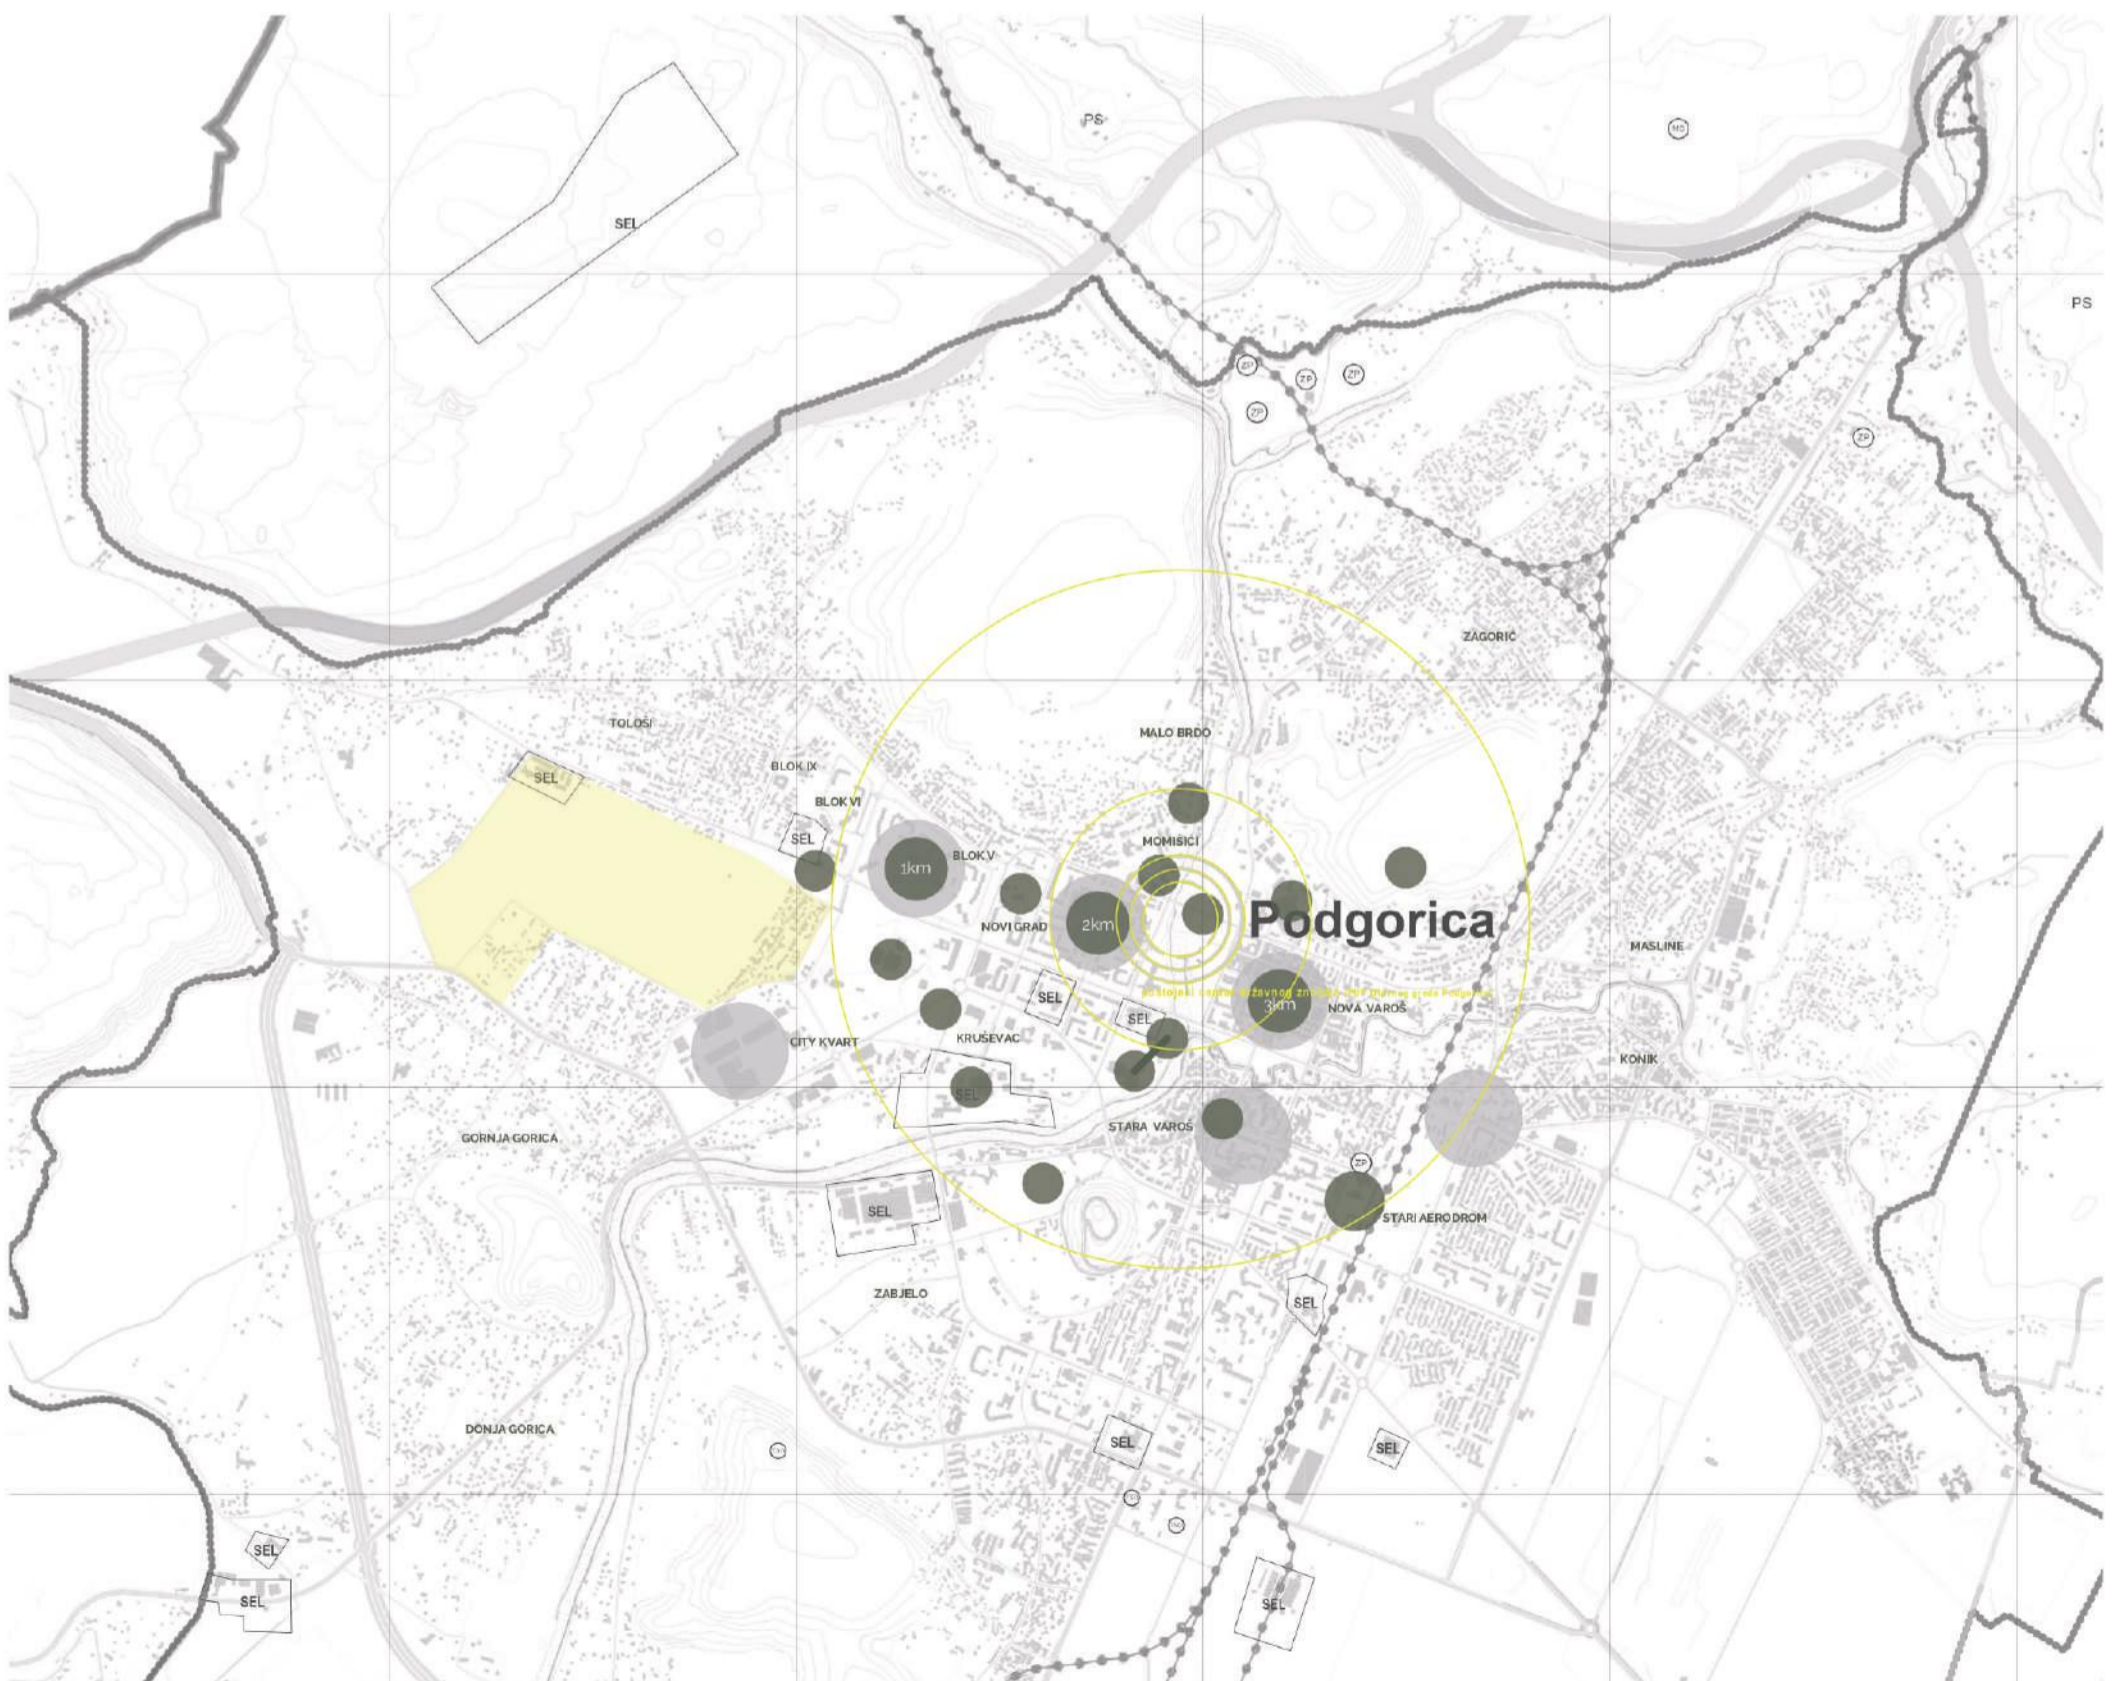 PS
MD
SEL
PS
ZP
ZP
ZP
ZP
ZP
ZAGORIČ
TOLOŠI
MALO BRDO
BLOK IX
SEL
BLOK VI
SEL
MOMIŠIĆI
BLOK V
1km
Podgorica
2km
NOVI GRAD
MASLINE
SEL
3km
NOVA VAROŠ
SEL
CITY KVART
KRUŠEVAC
KONIK
SEL
STARA VAROŠ
GORNJA GORICA
ZP
SEL
STARI AERODROM
ZABJELO
SEL
DONJA GORICA
SEL
SEL
SEL
SEL
SEL